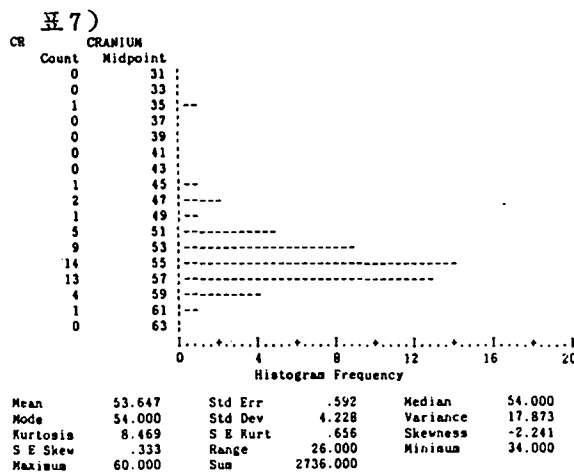 표 7)
CR CRANIUM
Count Midpoint
0 31
0 33
1 35
0 37
0 39
0 41
0 43
1 45
2 47
1 49
5 51
9 53
14 55
13 57
4 59
1 61
0 63
0 4 8 12 16 20
Histogram Frequency
Mean 53.647 Std Err .592 Median 54.000
Mode 54.000 Std Dev 4.228 Variance 17.873
Kurtosis 8.469 S E Kurt .656 Skewness -2.241
S E Skew .333 Range 26.000 Minimum 34.000
Maximum 60.000 Sum 2736.000